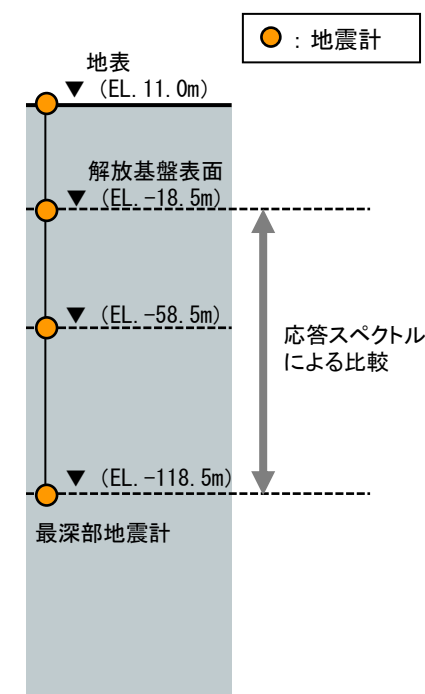 ：地震計
地表
▼ (EL. 11.0m)
解放基盤表面
▼ (EL. -18.5m)
▼ (EL. -58.5m)
応答スペクトル
による比較
▼ (EL. -118.5m)
最深部地震計